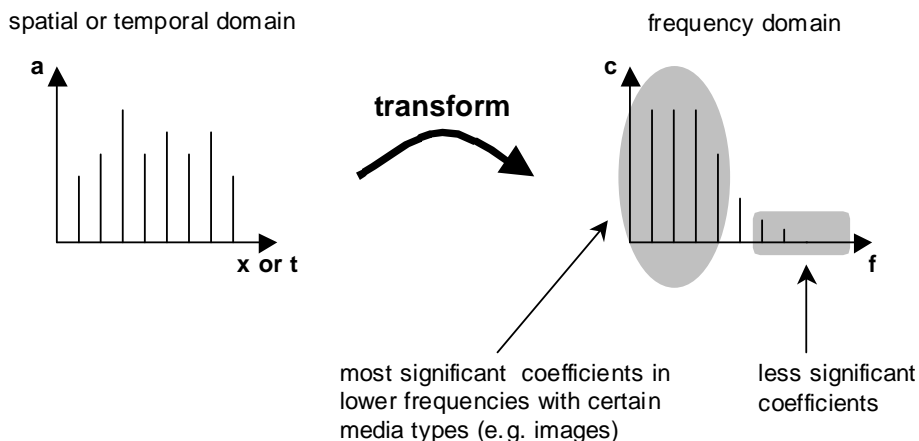 spatial or temporal domain
frequency domain
a
c
transform
x or t
f
most significant coefficients in
lower frequencies with certain
media types (e.g. images)
less significant
coefficients